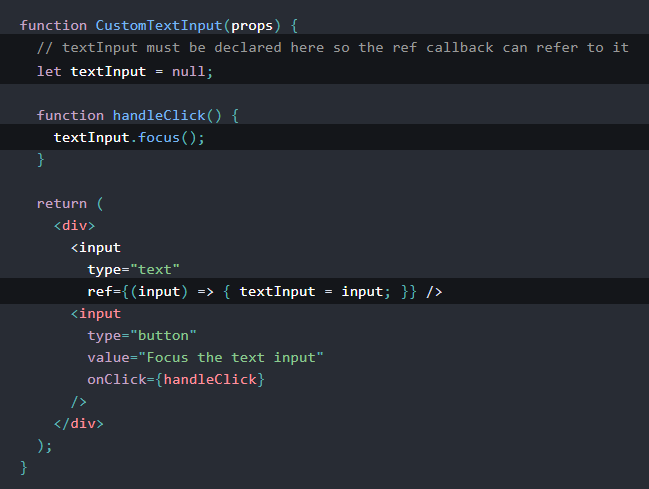 function CustomTextInput(props) {
  // textInput must be declared here so the ref callback can refer to it
  let textInput = null;

  function handleClick() {
    textInput.focus();
  }

  return (
    <div>
      <input
        type="text"
        ref={(input) => { textInput = input; }} />
      <input
        type="button"
        value="Focus the text input"
        onClick={handleClick}
      />
    </div>
  );
}